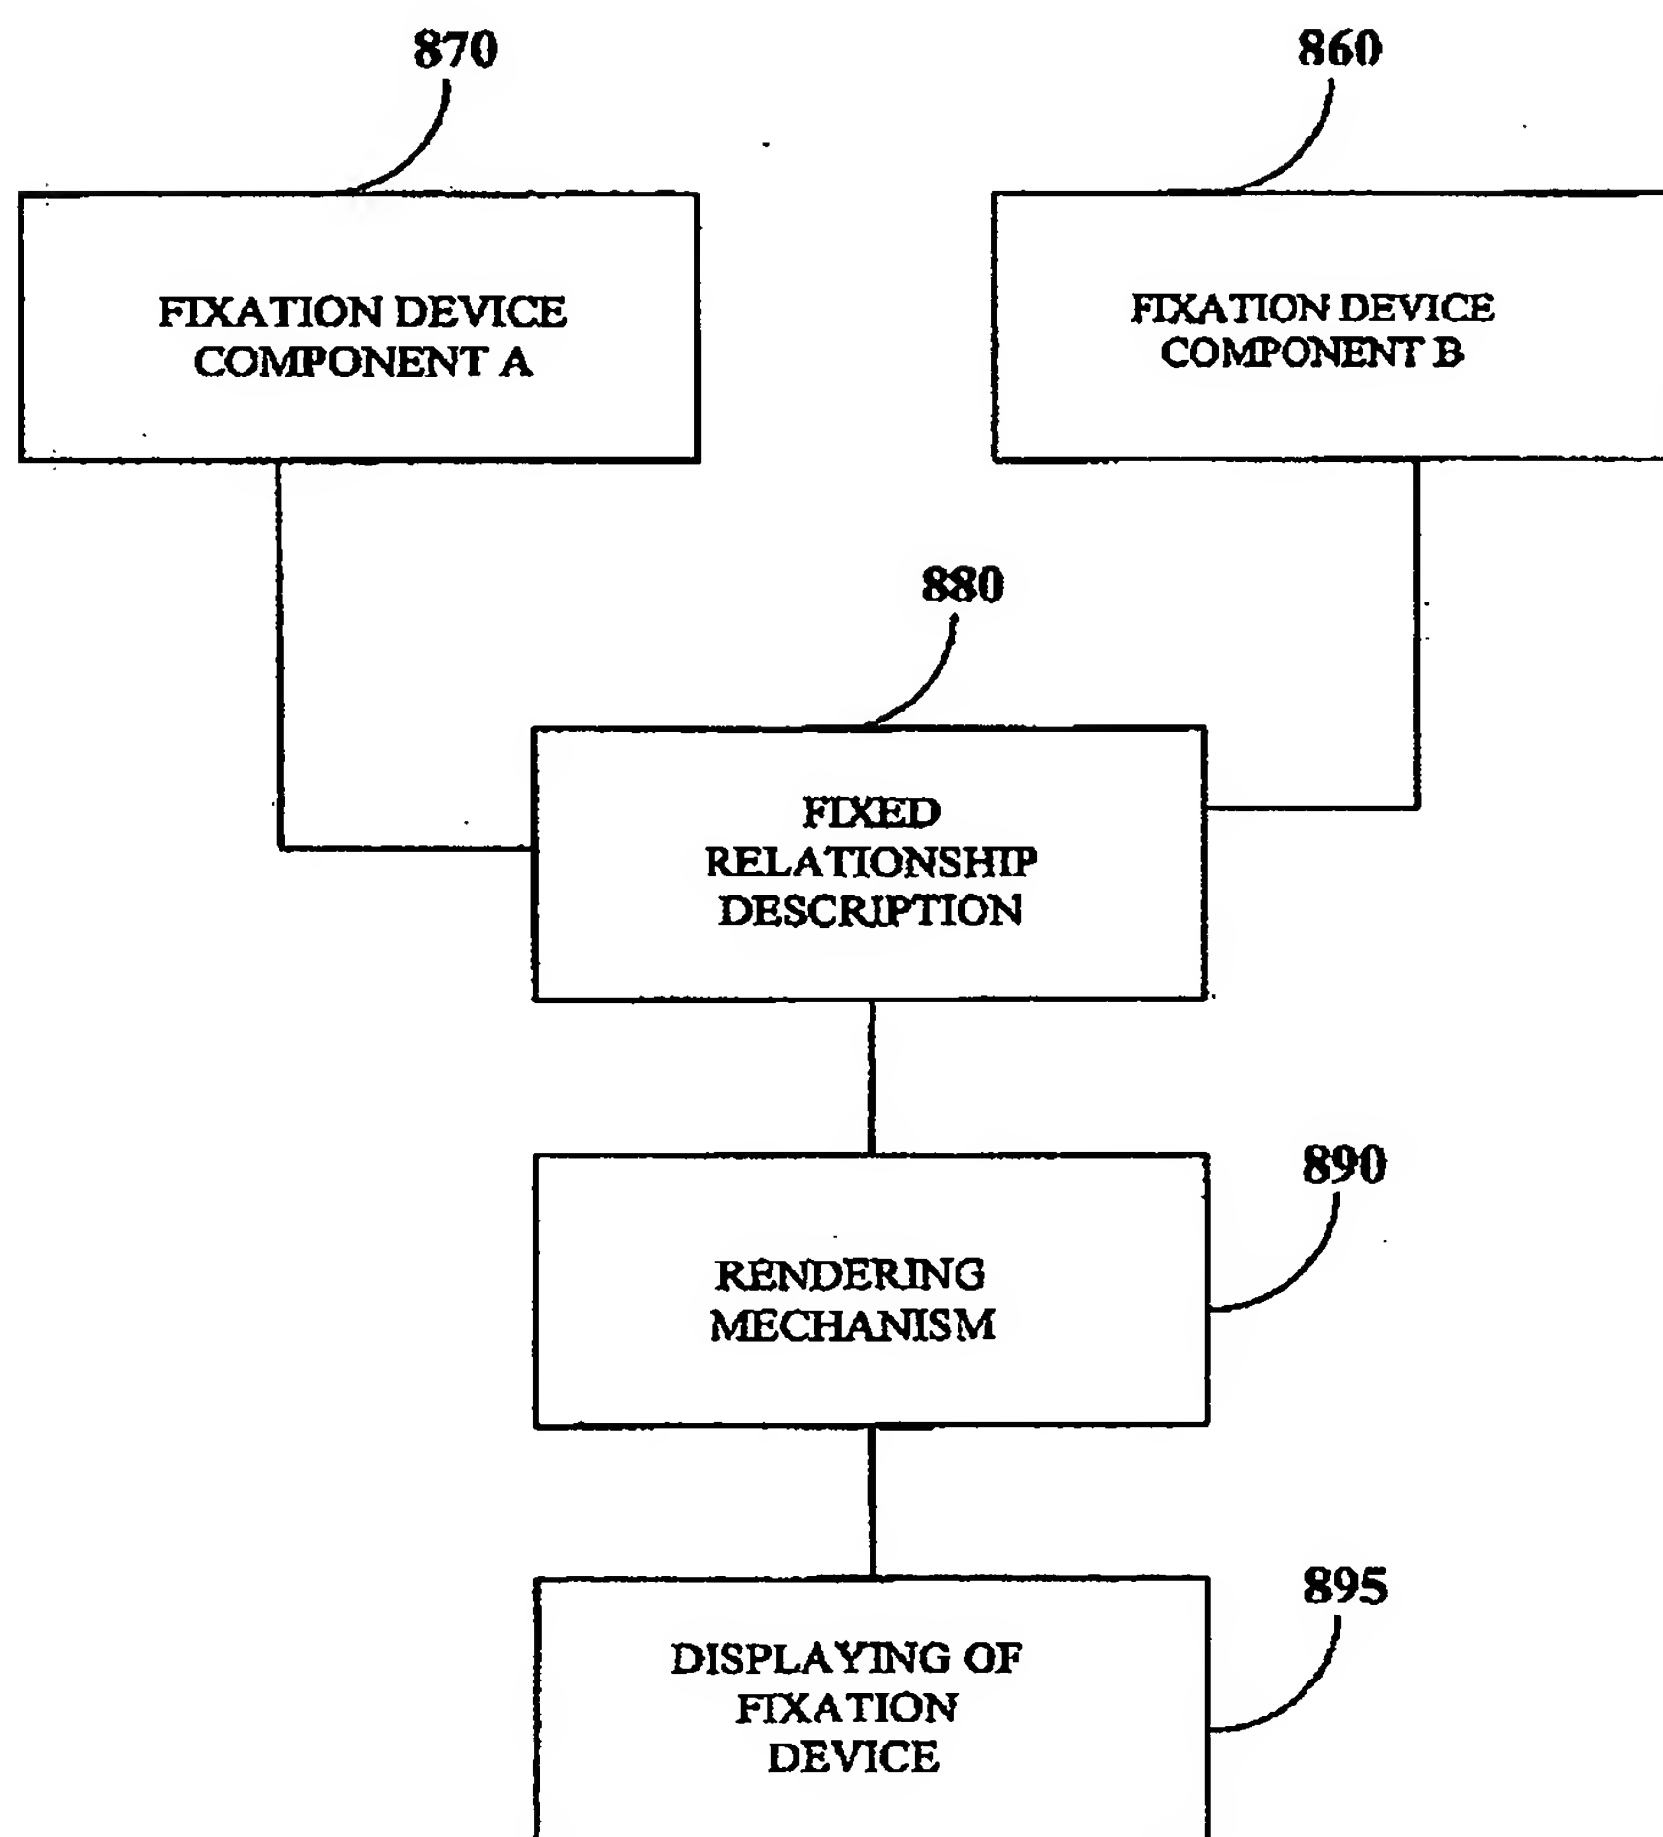 870
860
FIXATION DEVICE
COMPONENT A
FIXATION DEVICE
COMPONENT B
880
FIXED
RELATIONSHIP
DESCRIPTION
890
RENDERING
MECHANISM
895
DISPLAYING OF
FIXATION
DEVICE